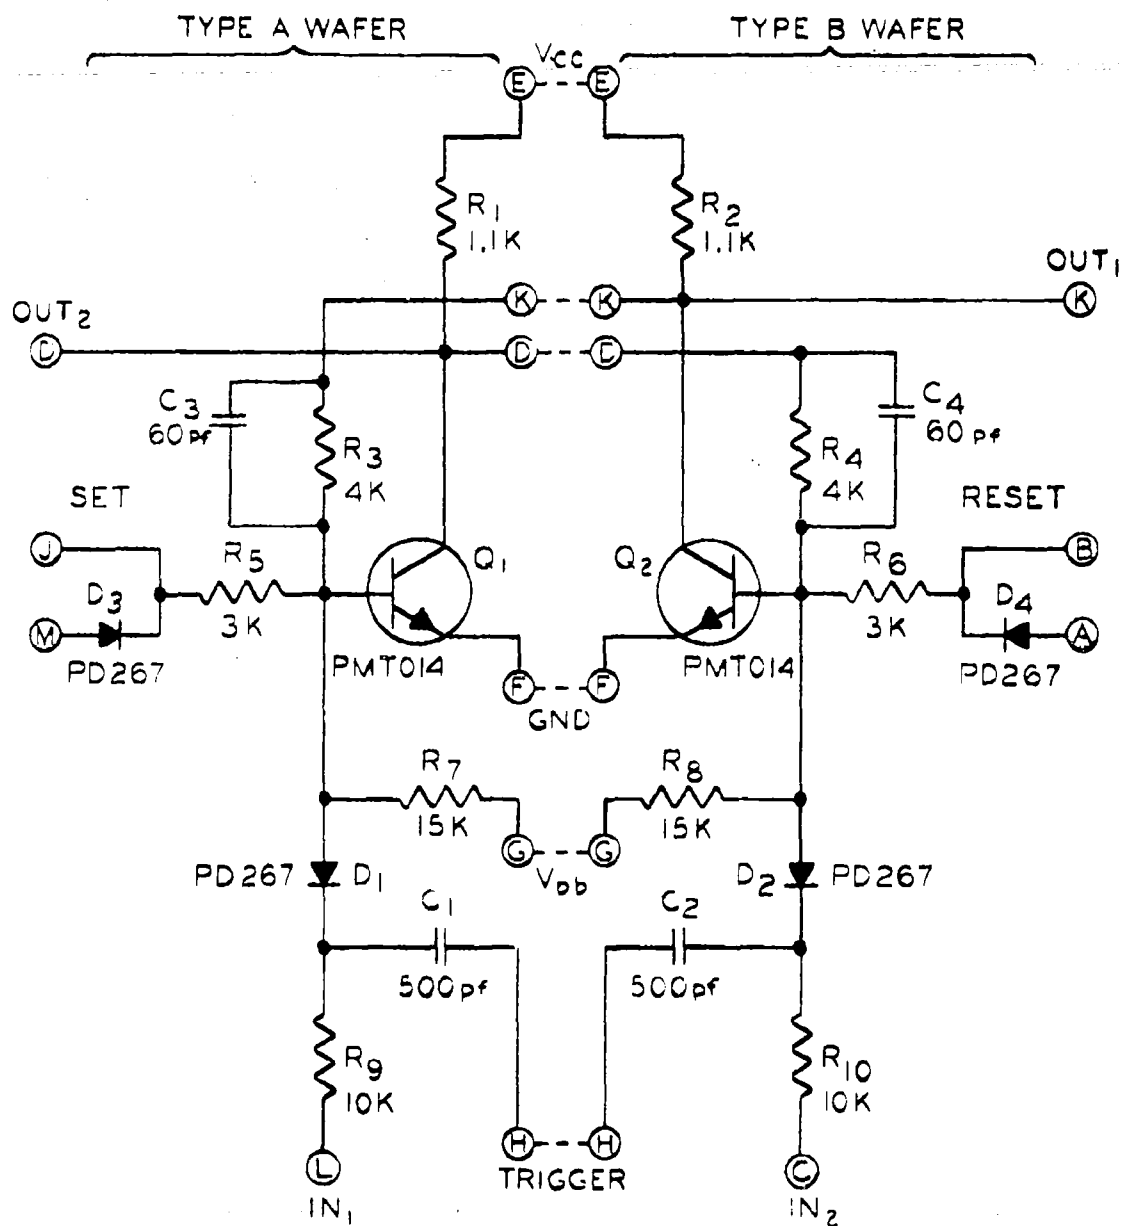 TYPE A WAFER
TYPE B WAFER
VCC
E
E
R1
1.1K
R2
1.1K
OUT1
K
K
K
OUT2
D
D
D
C3
60pf
R3
4K
C4
60pf
R4
4K
SET
RESET
J
R5
3K
Q1
Q2
R6
3K
B
D3
D4
M
PD267
PMT014
PMT014
PD267
A
F
F
GND
R7
15K
R8
15K
G
G
Vbb
PD267
D1
D2
PD267
C1
500pf
C2
500pf
R9
10K
R10
10K
H
H
TRIGGER
L
IN1
C
IN2